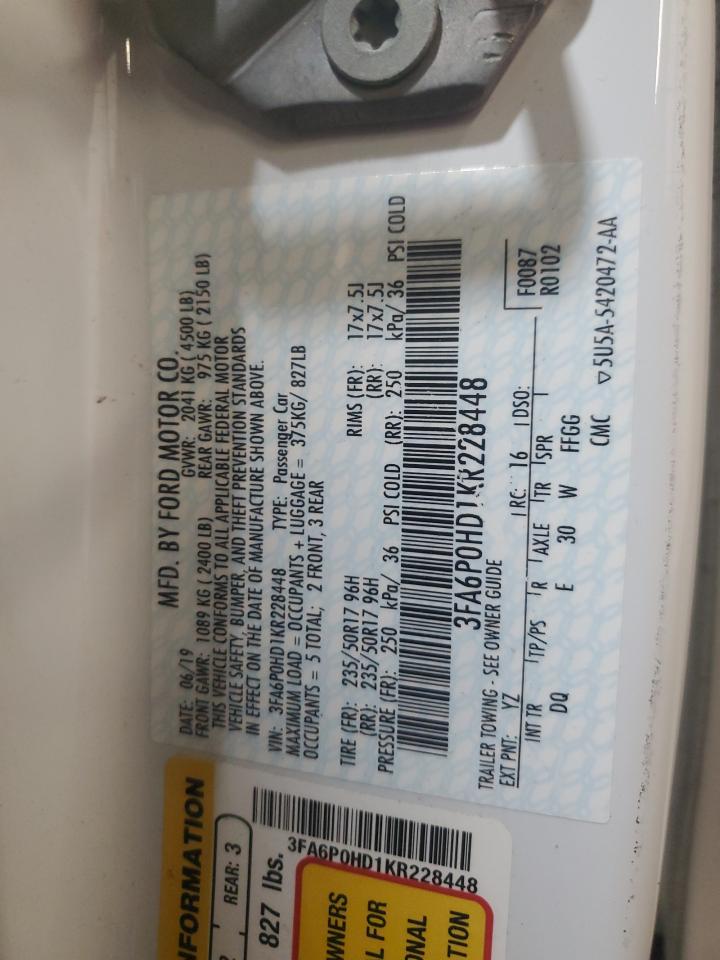 MFD. BY FORD MOTOR CO.
DATE: 06/19 GVWR: 2041 KG ( 4500 LB)
FRONT GAWR: 1089 KG ( 2400 LB) REAR GAWR: 975 KG ( 2150 LB)
THIS VEHICLE CONFORMS TO ALL APPLICABLE FEDERAL MOTOR
VEHICLE SAFETY, BUMPER, AND THEFT PREVENTION STANDARDS
IN EFFECT ON THE DATE OF MANUFACTURE SHOWN ABOVE.
VIN: 3FA6P0HD1KR228448 TYPE: Passenger Car
MAXIMUM LOAD = OCCUPANTS + LUGGAGE = 375KG/ 827LB
OCCUPANTS = 5 TOTAL; 2 FRONT, 3 REAR
TIRE (FR): 235/50R17 96H RIMS (FR): 17x7.5J
(RR): 235/50R17 96H (RR): 17x7.5J
PRESSURE (FR): 250 kPa/ 36 PSI COLD (RR): 250 kPa/ 36 PSI COLD
3FA6P0HD1KR228448
TRAILER TOWING - SEE OWNER GUIDE
EXT PNT: YZ RC: 16 DSO: F0087
R0102
INT TR TP/PS R AXLE TR SPR
DQ E 30 W FFGG
CMC ▽5U5A-5420472-AA
NFORMATION
REAR: 3
827 lbs.
3FA6P0HD1KR228448
WNERS
L FOR
ONAL
TION